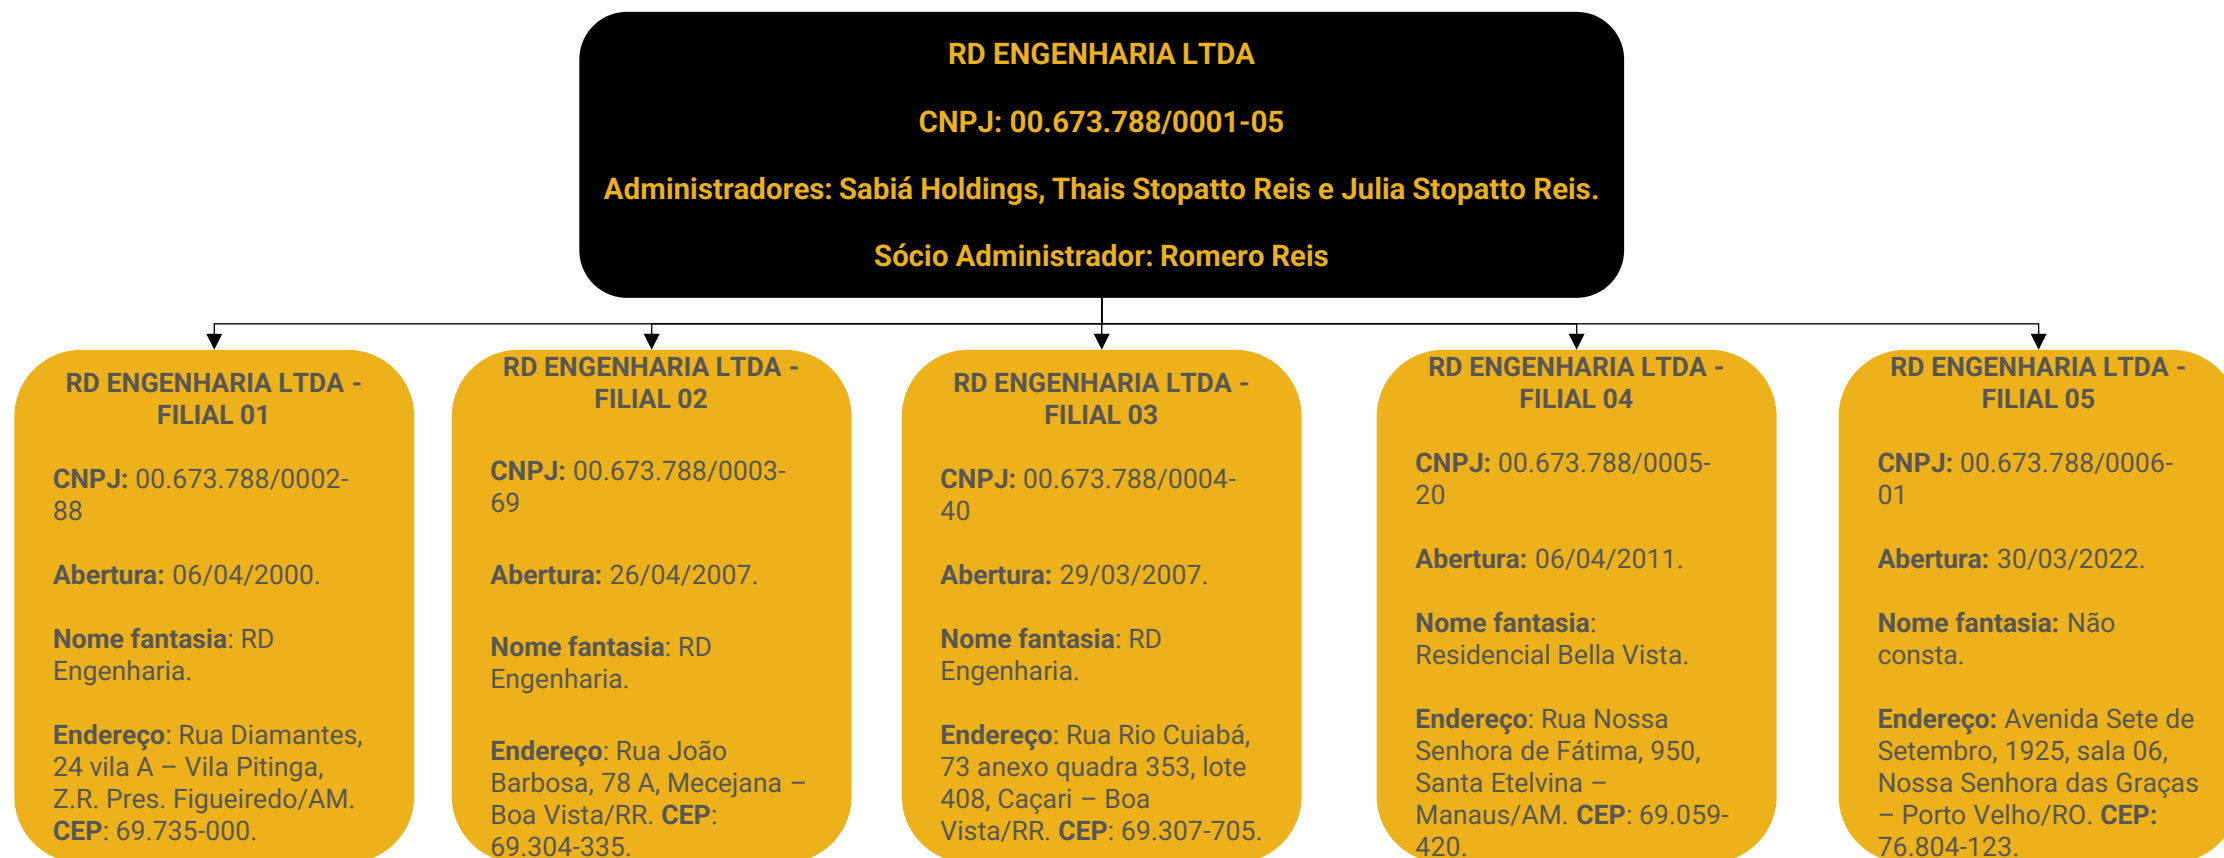 RD ENGENHARIA LTDA
CNPJ: 00.673.788/0001-05
Administradores: Sabiá Holdings, Thais Stopatto Reis e Julia Stopatto Reis.
Sócio Administrador: Romero Reis
RD ENGENHARIA LTDA -
FILIAL 01
CNPJ: 00.673.788/0002-
88
Abertura: 06/04/2000.
Nome fantasia: RD
Engenharia.
Endereço: Rua Diamantes,
24 vila A – Vila Pitinga,
Z.R. Pres. Figueiredo/AM.
CEP: 69.735-000.
RD ENGENHARIA LTDA -
FILIAL 02
CNPJ: 00.673.788/0003-
69
Abertura: 26/04/2007.
Nome fantasia: RD
Engenharia.
Endereço: Rua João
Barbosa, 78 A, Mecejana –
Boa Vista/RR. CEP:
69.304-335.
RD ENGENHARIA LTDA -
FILIAL 03
CNPJ: 00.673.788/0004-
40
Abertura: 29/03/2007.
Nome fantasia: RD
Engenharia.
Endereço: Rua Rio Cuiabá,
73 anexo quadra 353, lote
408, Caçari – Boa
Vista/RR. CEP: 69.307-705.
RD ENGENHARIA LTDA -
FILIAL 04
CNPJ: 00.673.788/0005-
20
Abertura: 06/04/2011.
Nome fantasia:
Residencial Bella Vista.
Endereço: Rua Nossa
Senhora de Fátima, 950,
Santa Etelvina –
Manaus/AM. CEP: 69.059-
420.
RD ENGENHARIA LTDA -
FILIAL 05
CNPJ: 00.673.788/0006-
01
Abertura: 30/03/2022.
Nome fantasia: Não
consta.
Endereço: Avenida Sete de
Setembro, 1925, sala 06,
Nossa Senhora das Graças
– Porto Velho/RO. CEP:
76.804-123.